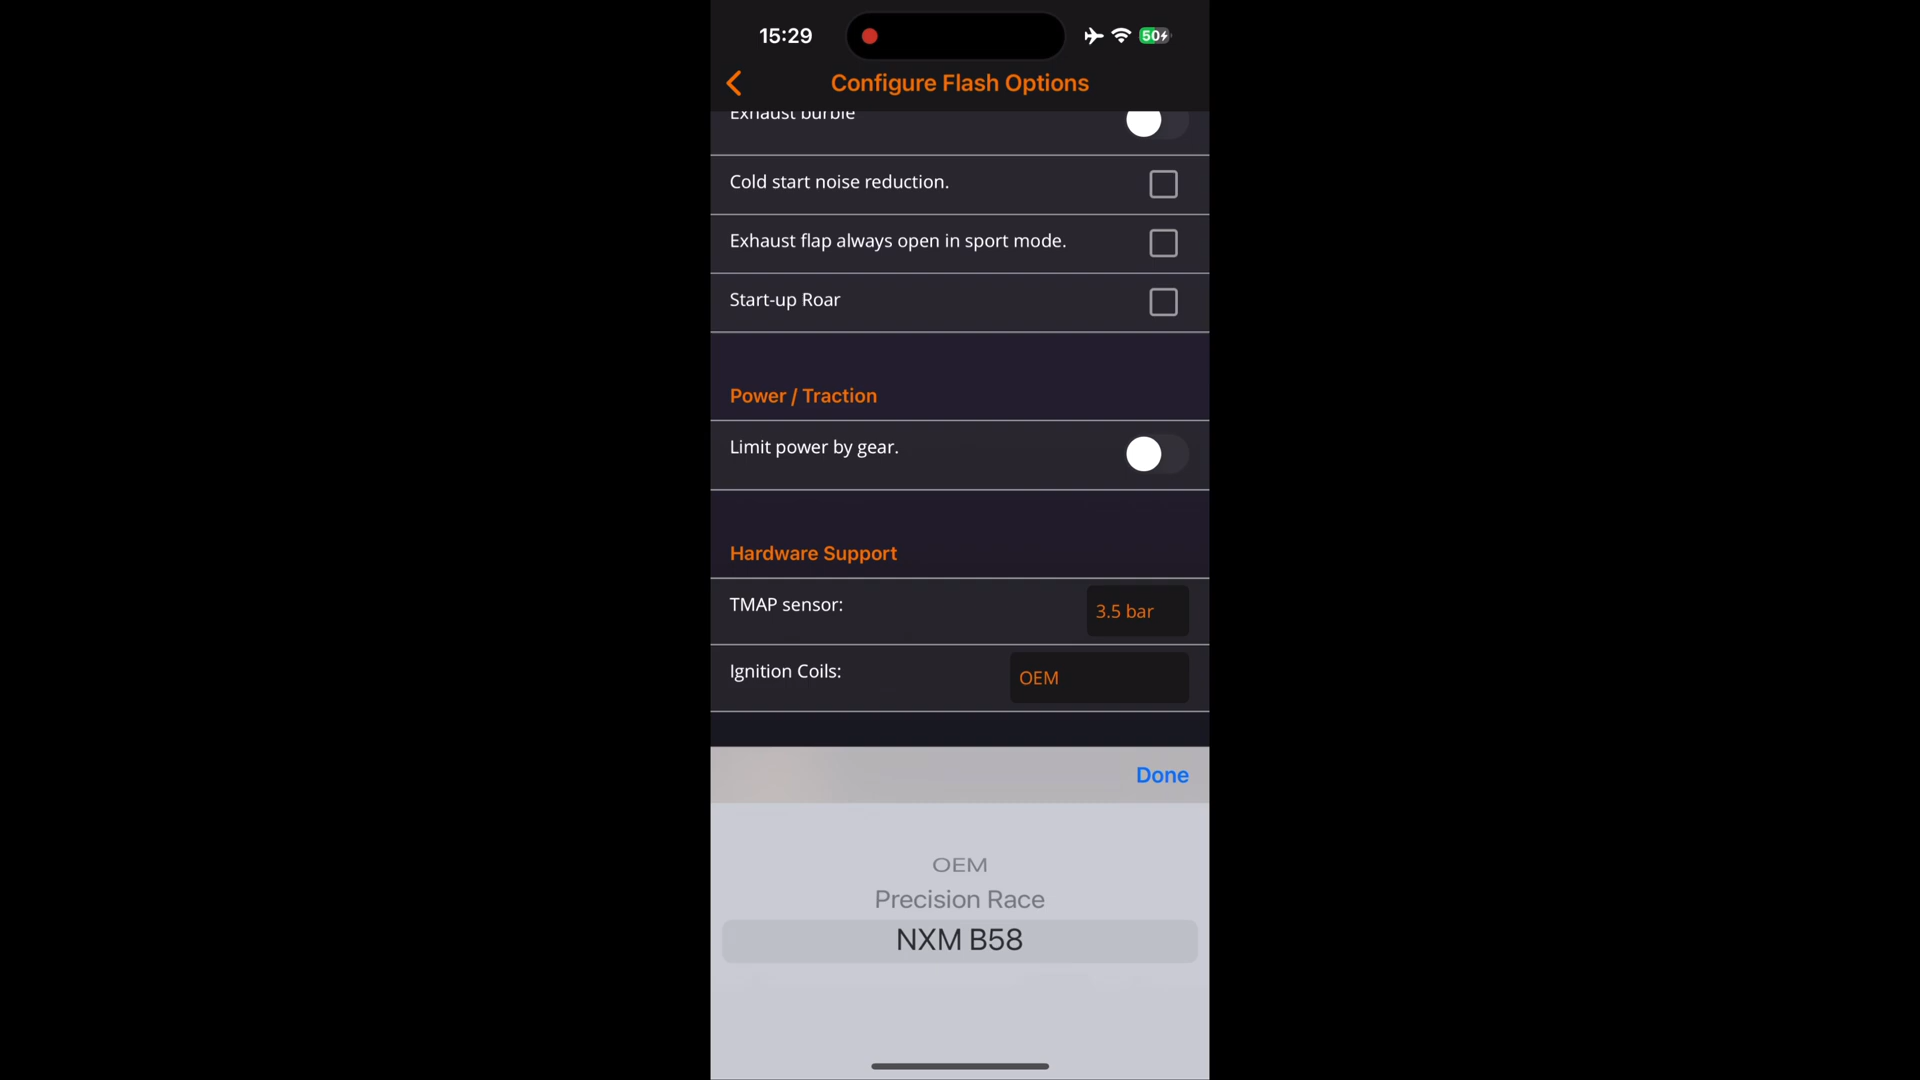 15:29
50
Configure Flash Options
Exhaust burble
Cold start noise reduction.
Exhaust flap always open in sport mode.
Start-up Roar
Power / Traction
Limit power by gear.
Hardware Support
TMAP sensor:
3.5 bar
Ignition Coils:
OEM
Done
OEM
Precision Race
NXM B58